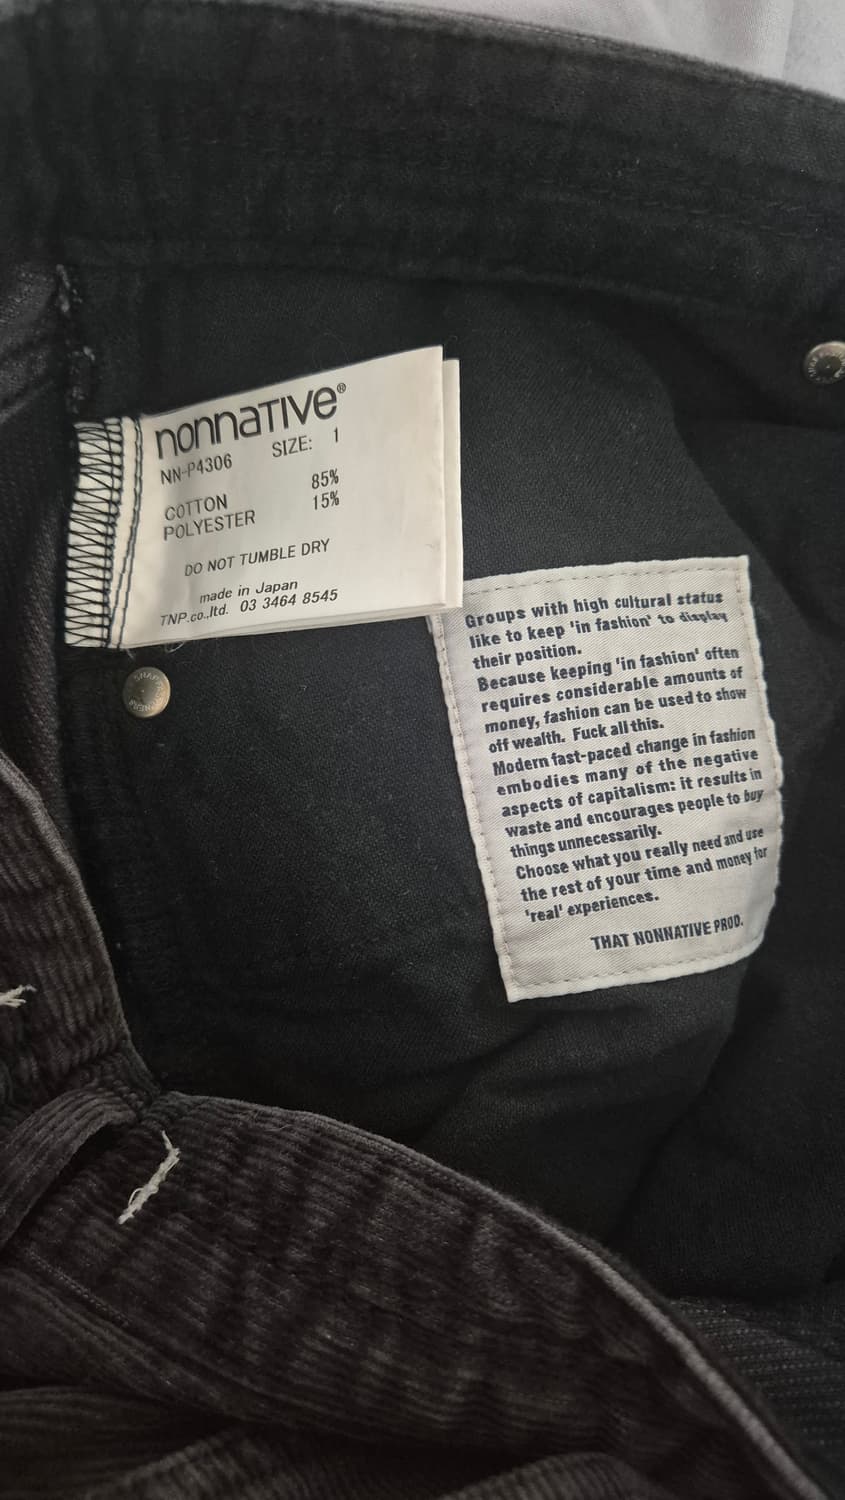 nonnative®
NN-P4306 SIZE: 1
COTTON 85%
POLYESTER 15%
DO NOT TUMBLE DRY
made in Japan
TNP.co.,ltd. 03 3464 8545
Groups with high cultural status
like to keep 'in fashion' to display
their position.
Because keeping 'in fashion' often
requires considerable amounts of
money, fashion can be used to show
off wealth. Fuck all this.
Modern fast-paced change in fashion
embodies many of the negative
aspects of capitalism: it results in
waste and encourages people to buy
things unnecessarily.
Choose what you really need and use
the rest of your time and money for
'real' experiences.
THAT NONNATIVE PROD.